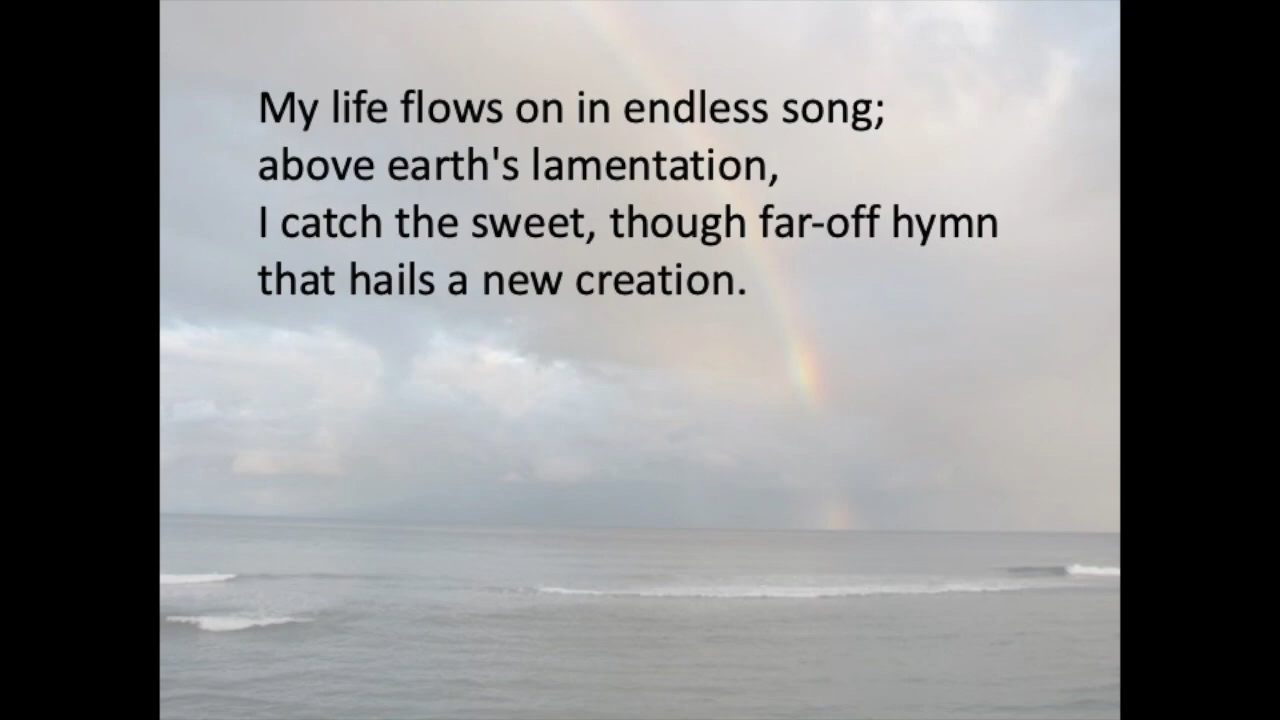 My life flows on in endless song;
above earth's lamentation,
I catch the sweet, though far-off hymn
that hails a new creation.